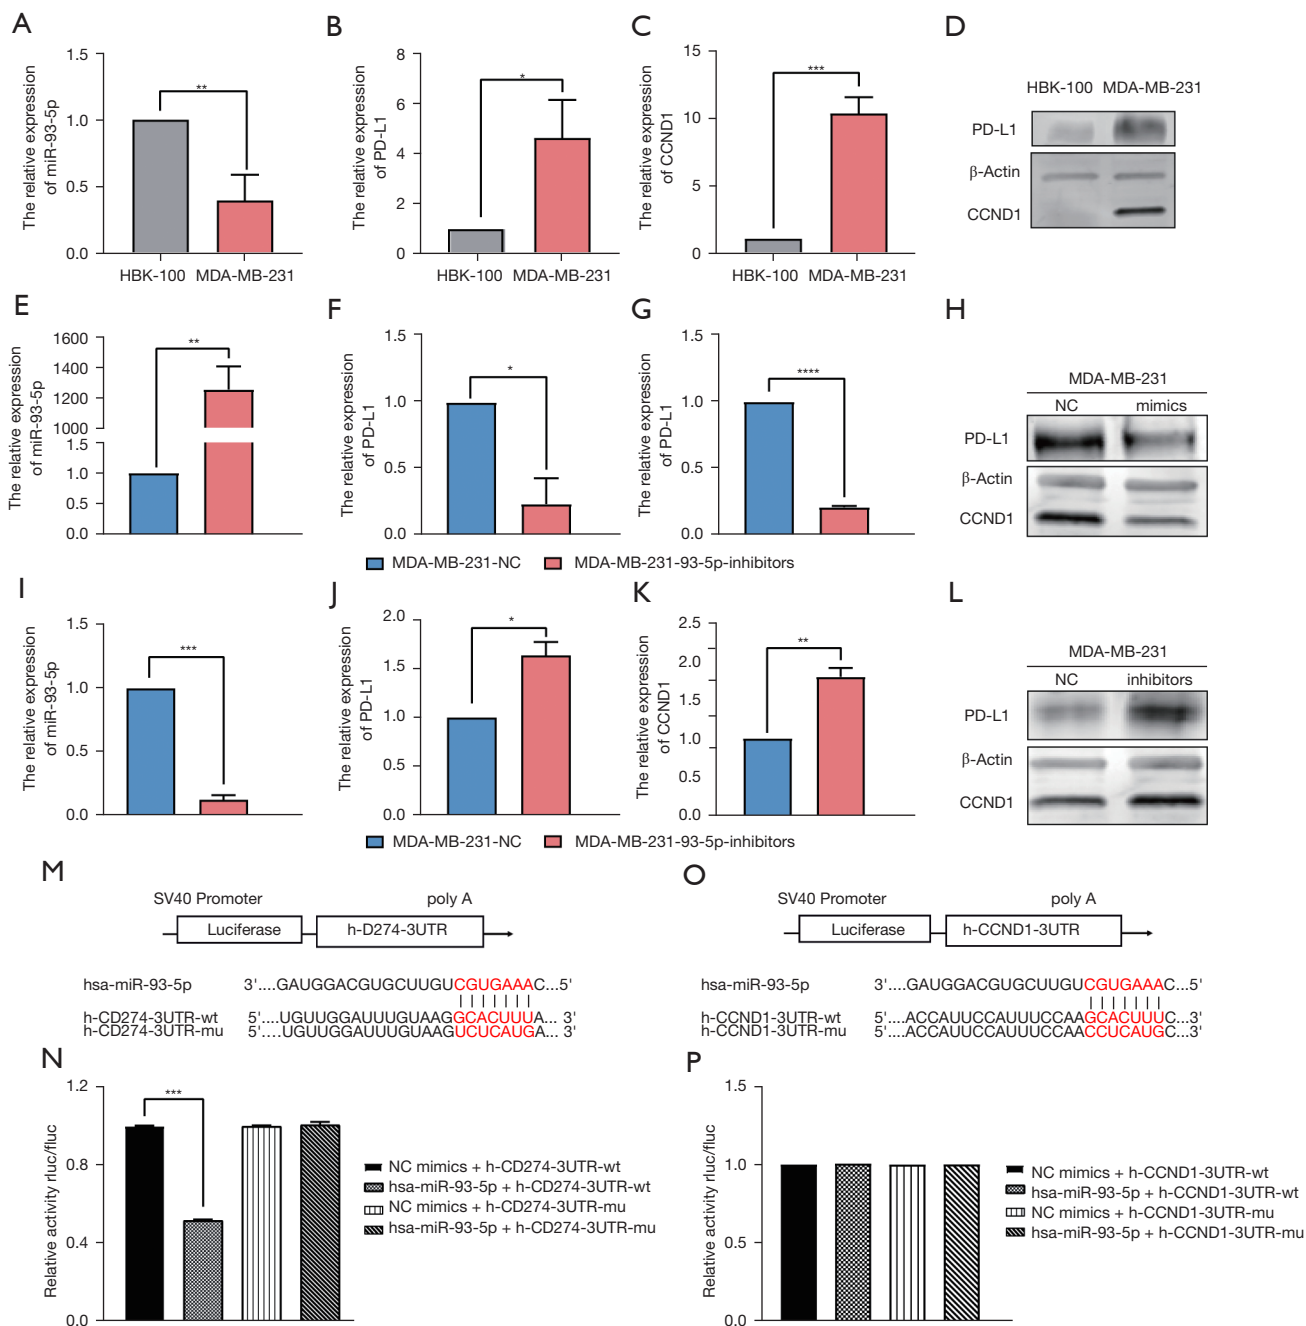 A
The relative expression
of miR-93-5p
1.5
1.0
0.5
0.0
**
HBK-100 MDA-MB-231
B
The relative expression
of PD-L1
8
6
4
2
0
*
HBK-100 MDA-MB-231
C
The relative expression
of CCND1
15
10
5
0
***
HBK-100 MDA-MB-231
D
HBK-100 MDA-MB-231
PD-L1
β-Actin
CCND1
E
The relative expression
of miR-93-5p
1600
1400
1200
1000
1.5
1.0
0.5
0.0
**
F
The relative expression
of PD-L1
1.5
1.0
0.5
0.0
*
G
The relative expression
of PD-L1
1.5
1.0
0.5
0.0
****
MDA-MB-231-NC MDA-MB-231-93-5p-inhibitors
H
MDA-MB-231
NC mimics
PD-L1
β-Actin
CCND1
I
The relative expression
of miR-93-5p
1.5
1.0
0.5
0.0
***
J
The relative expression
of PD-L1
2.0
1.5
1.0
0.5
0.0
*
K
The relative expression
of CCND1
2.5
2.0
1.5
1.0
0.5
0.0
**
MDA-MB-231-NC MDA-MB-231-93-5p-inhibitors
L
MDA-MB-231
NC inhibitors
PD-L1
β-Actin
CCND1
M
SV40 Promoter poly A
Luciferase h-D274-3UTR
hsa-miR-93-5p 3'....GAUGGACGUGCUUGUCGUGAAAC...5'
h-CD274-3UTR-wt 5'....UGUUGGAUUUGUAAGGCACUUUA... 3'
h-CD274-3UTR-mu 5'....UGUUGGAUUUGUAAGUCUCAUGA... 3'
O
SV40 Promoter poly A
Luciferase h-CCND1-3UTR
hsa-miR-93-5p 3'....GAUGGACGUGCUUGUCGUGAAAC...5'
h-CCND1-3UTR-wt 5'....ACCAUUCCAUUUCCAAGCACUUUC...3'
h-CCND1-3UTR-mu 5'....ACCAUUCCAUUUCCAACCUCAUGC...3'
N
Relative activity rluc/fluc
1.2
0.8
0.4
0.0
***
NC mimics + h-CD274-3UTR-wt
hsa-miR-93-5p + h-CD274-3UTR-wt
NC mimics + h-CD274-3UTR-mu
hsa-miR-93-5p + h-CD274-3UTR-mu
P
Relative activity rluc/fluc
1.5
1.0
0.5
0.0
NC mimics + h-CCND1-3UTR-wt
hsa-miR-93-5p + h-CCND1-3UTR-wt
NC mimics + h-CCND1-3UTR-mu
hsa-miR-93-5p + h-CCND1-3UTR-mu